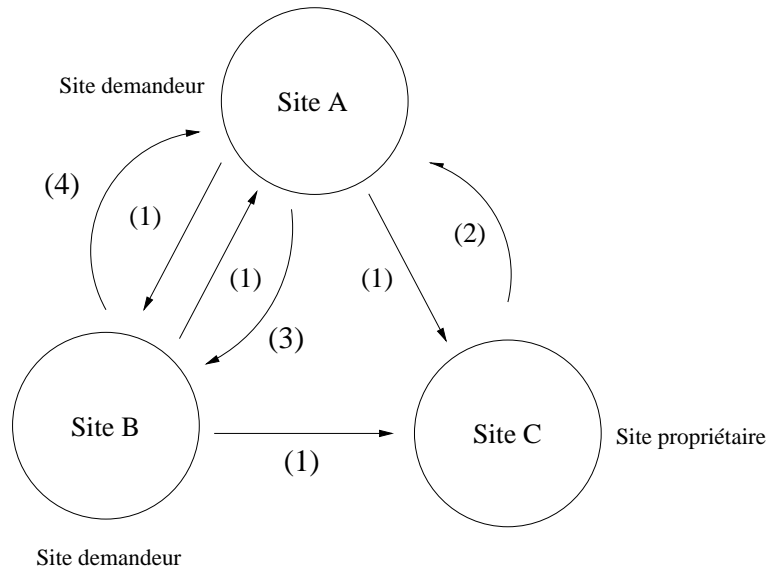 Site demandeur
Site A
(4)
(1)
(2)
(1)
(1)
(3)
Site B
Site C
Site propriétaire
(1)
Site demandeur